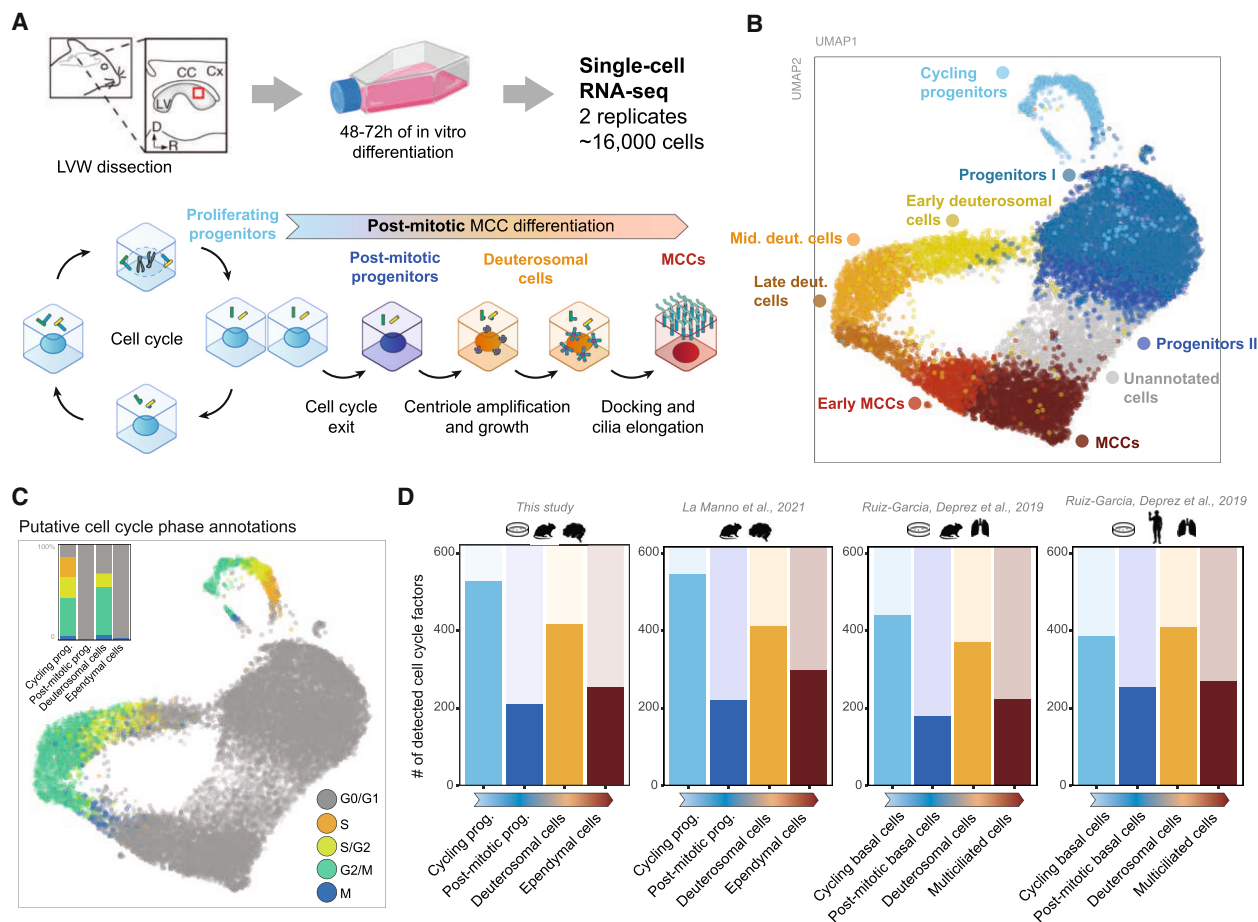 A
CC
Cx
LV
D
R
LVW dissection
48-72h of in vitro
differentiation
Single-cell
RNA-seq
2 replicates
~16,000 cells
Proliferating
progenitors
Post-mitotic MCC differentiation
Post-mitotic
progenitors
Deuterosomal
cells
MCCs
Cell cycle
Cell cycle
exit
Centriole amplification
and growth
Docking and
cilia elongation
B
UMAP1
UMAP2
Cycling
progenitors
Progenitors I
Early deuterosomal
cells
Mid. deut. cells
Late deut.
cells
Progenitors II
Unannotated
cells
Early MCCs
MCCs
C
Putative cell cycle phase annotations
100%
0
Cycling prog.
Post-mitotic prog.
Deuterosomal cells
Ependymal cells
G0/G1
S
S/G2
G2/M
M
D
# of detected cell cycle factors
This study
600
400
200
0
Cycling prog.
Post-mitotic prog.
Deuterosomal cells
Ependymal cells
La Manno et al., 2021
600
400
200
0
Cycling prog.
Post-mitotic prog.
Deuterosomal cells
Ependymal cells
Ruiz-Garcia, Deprez et al., 2019
600
400
200
0
Cycling basal cells
Post-mitotic basal cells
Deuterosomal cells
Multiciliated cells
Ruiz-Garcia, Deprez et al., 2019
600
400
200
0
Cycling basal cells
Post-mitotic basal cells
Deuterosomal cells
Multiciliated cells